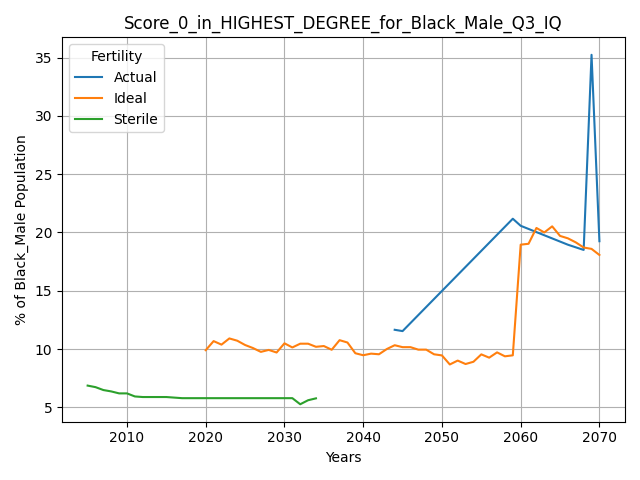 Score_0_in_HIGHEST_DEGREE_for_Black_Male_Q3_IQ
Fertility
Actual
Ideal
Sterile
% of Black_Male Population
35
30
25
20
15
10
5
2010 2020 2030 2040 2050 2060 2070
Years